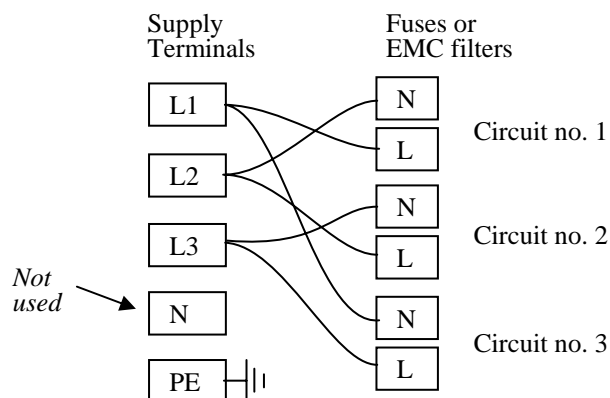 Supply
Terminals
Fuses or
EMC filters
L1
L2
L3
N
PE
Not
used
N
L
Circuit no. 1
N
L
Circuit no. 2
N
L
Circuit no. 3